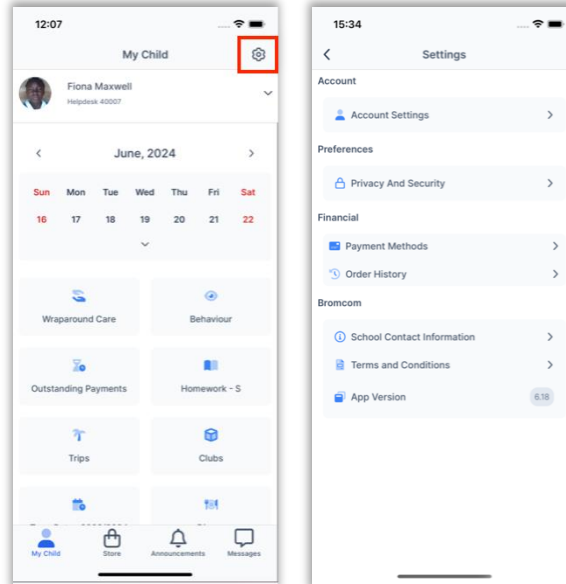 12:07
My Child
Fiona Maxwell
Helpdesk 40007
June, 2024
Sun Mon Tue Wed Thu Fri Sat
16 17 18 19 20 21 22
Wraparound Care
Behaviour
Outstanding Payments
Homework - S
Trips
Clubs
My Child
Store
Announcements
Messages
15:34
Settings
Account
Account Settings
Preferences
Privacy And Security
Financial
Payment Methods
Order History
Bromcom
School Contact Information
Terms and Conditions
App Version 6.18